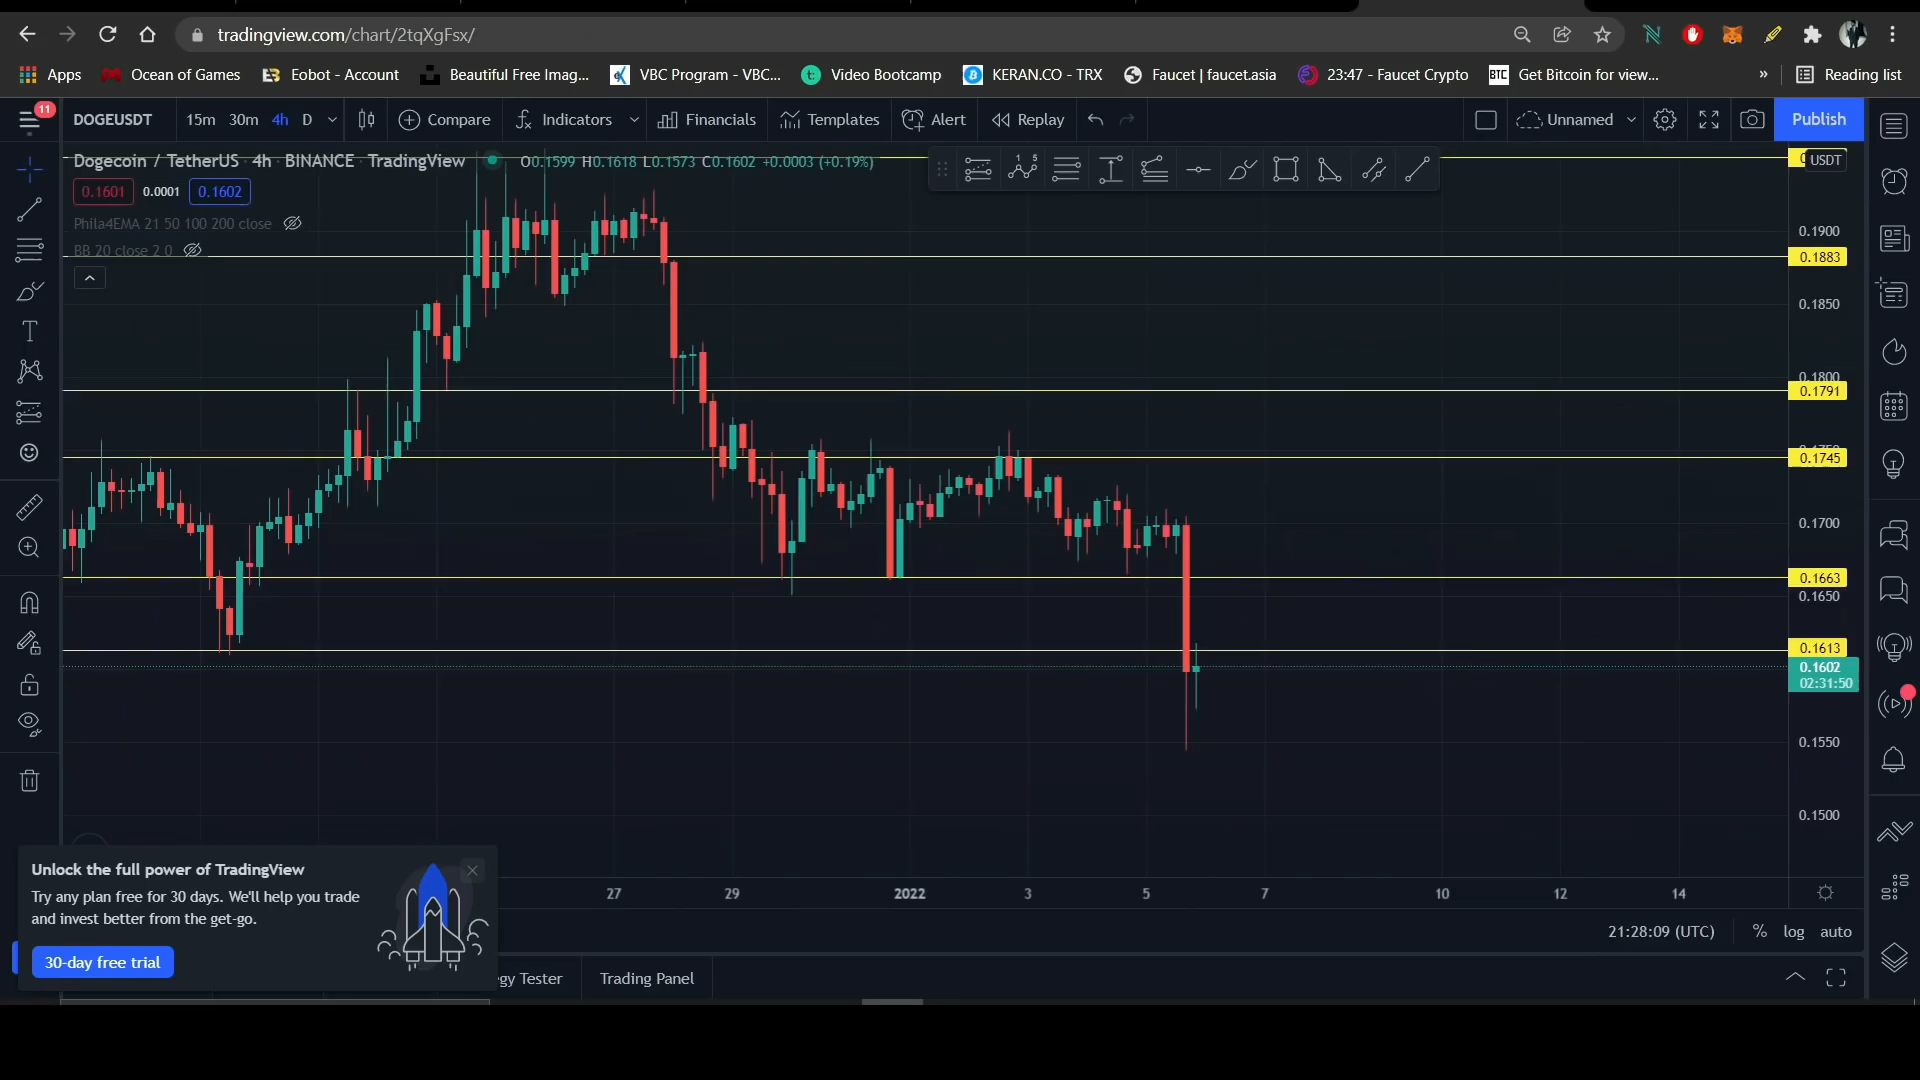 tradingview.com/chart/2tqXgFsx/
Apps Ocean of Games Eobot - Account Beautiful Free Imag... VBC Program - VBC... Video Bootcamp KERAN.CO - TRX Faucet | faucet.asia 23:47 - Faucet Crypto BTC Get Bitcoin for view... » Reading list
11 DOGEUSDT 15m 30m 4h D Compare Indicators Financials Templates Alert Replay Unnamed Publish
Dogecoin / TetherUS · 4h · BINANCE · TradingView O0.1599 H0.1618 L0.1573 C0.1602 +0.0003 (+0.19%) USDT
0.1601 0.0001 0.1602
Phila4EMA 21 50 100 200 close
BB 20 close 2 0
0.1900
0.1883
0.1850
0.1800
0.1791
0.1745
0.1700
0.1663
0.1650
0.1613
0.1602
02:31:50
0.1550
0.1500
27 29 2022 3 5 7 10 12 14
Unlock the full power of TradingView
Try any plan free for 30 days. We'll help you trade
and invest better from the get-go.
30-day free trial
21:28:09 (UTC) % log auto
egy Tester Trading Panel